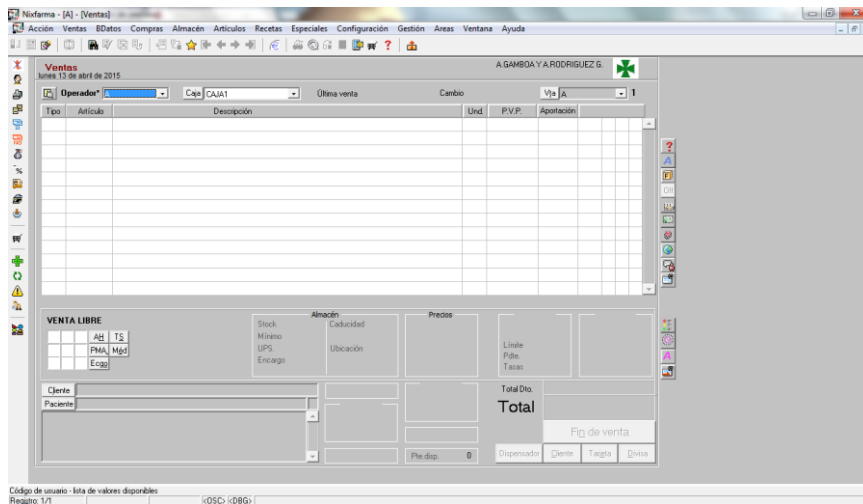 Nixfarma - [A] - [Ventas]
Acción Ventas BDatos Compras Almacén Artículos Recetas Especiales Configuración Gestión Areas Ventana Ayuda
Ventas
lunes 13 de abril de 2015
A.GAMBOA Y A.RODRIGUEZ G.
Operador* A Caja CAJA1 Última venta Cambio Vta A 1
Tipo Artículo Descripción Und. P.V.P. Aportación
VENTA LIBRE
AH TS
PMA. Méd
Ecgo
Almacén
Stock Caducidad
Mínimo
UPS. Ubicación
Encargo
Precios
Límite
Pdte.
Tasas
Cliente
Paciente
Pte.disp. 0
Total Dto.
Total
Fin de venta
Dispensador Cliente Tarjeta Divisa
Código de usuario - lista de valores disponibles
Registro: 1/1 <OSC> <DBG>